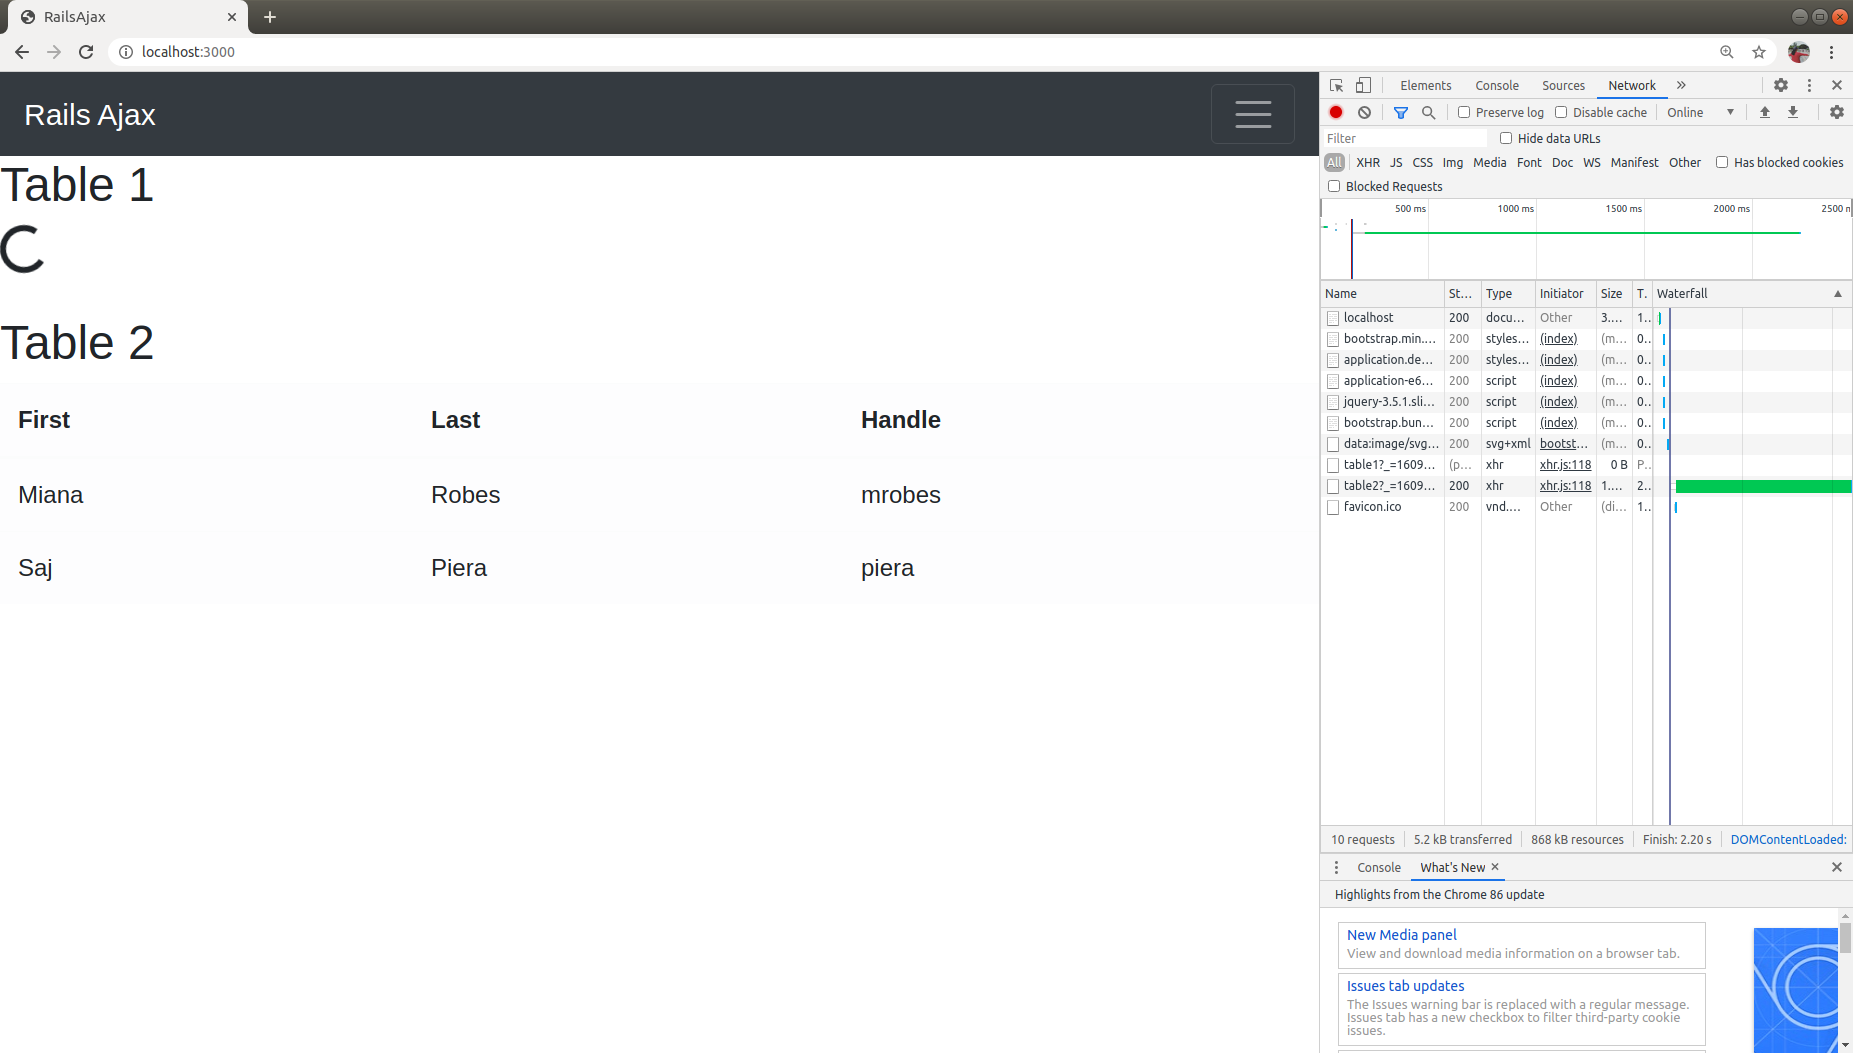 RailsAjax
localhost:3000
Rails Ajax
Table 1
Table 2
First Last Handle
Miana Robes mrobes
Saj Piera piera
Elements Console Sources Network
Preserve log Disable cache Online
Filter Hide data URLs
All XHR JS CSS Img Media Font Doc WS Manifest Other Has blocked cookies
Blocked Requests
500 ms 1000 ms 1500 ms 2000 ms 2500 m
Name St... Type Initiator Size T. Waterfall
localhost 200 docu... Other 3.... 1..
bootstrap.min.... 200 styles... (index) (m... 0..
application.de... 200 styles... (index) (m... 0..
application-e6... 200 script (index) (m... 0..
jquery-3.5.1.sli... 200 script (index) (m... 0..
bootstrap.bun... 200 script (index) (m... 0..
data:image/svg... 200 svg+xml bootst... (m... 0..
table1?_=1609... (p... xhr xhr.js:118 0 B P..
table2?_=1609... 200 xhr xhr.js:118 1.... 2..
favicon.ico 200 vnd.... Other (di... 1..
10 requests 5.2 kB transferred 868 kB resources Finish: 2.20 s DOMContentLoaded:
Console What's New
Highlights from the Chrome 86 update
New Media panel
View and download media information on a browser tab.
Issues tab updates
The Issues warning bar is replaced with a regular message.
Issues tab has a new checkbox to filter third-party cookie
issues.